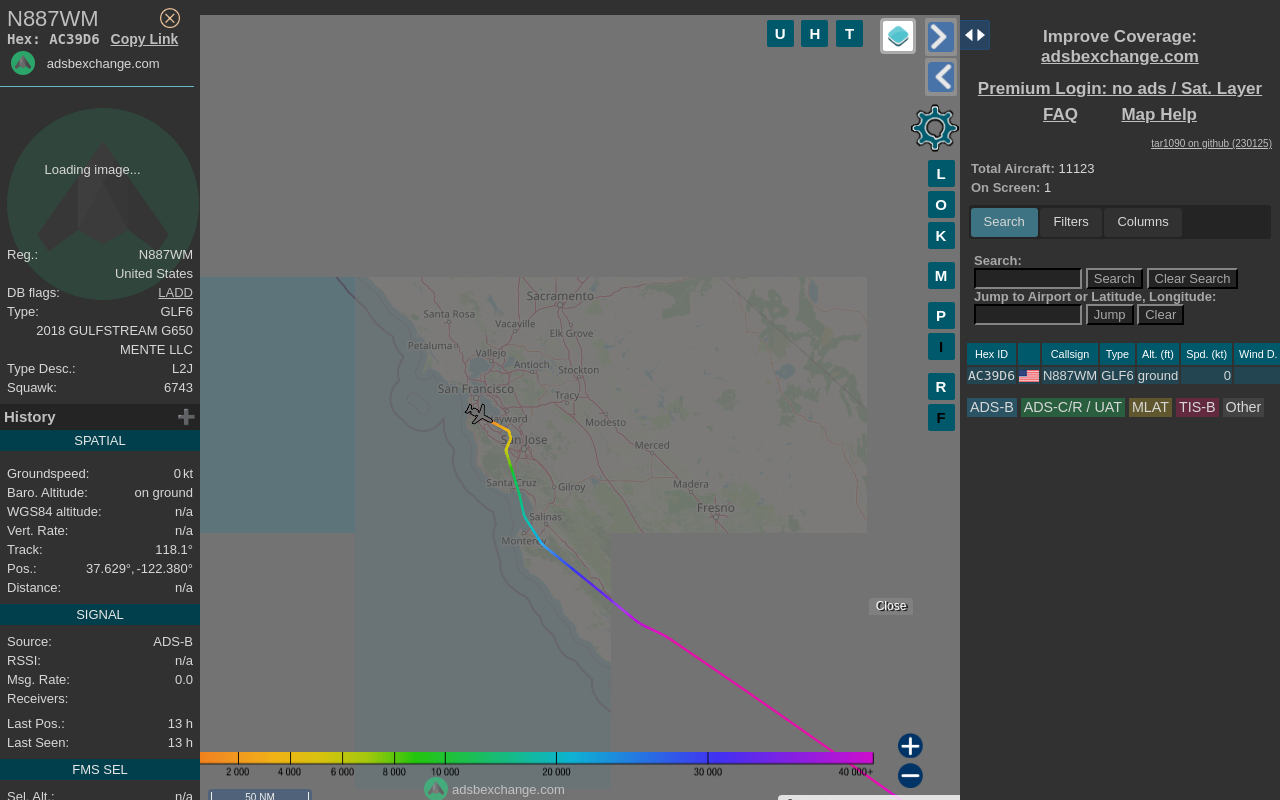 N887WM
Hex: AC39D6 Copy Link
adsbexchange.com
Loading image...
Reg.: N887WM
United States
DB flags: LADD
Type: GLF6
2018 GULFSTREAM G650
MENTE LLC
Type Desc.: L2J
Squawk: 6743
History
SPATIAL
Groundspeed: 0 kt
Baro. Altitude: on ground
WGS84 altitude: n/a
Vert. Rate: n/a
Track: 118.1°
Pos.: 37.629°, -122.380°
Distance: n/a
SIGNAL
Source: ADS-B
RSSI: n/a
Msg. Rate: 0.0
Receivers:
Last Pos.: 13 h
Last Seen: 13 h
FMS SEL
Sel. Alt.: n/a
U H T
L
O
K
M
P
I
R
F
Sacramento
Santa Rosa
Vacaville
Elk Grove
Petaluma
Vallejo
Antioch
Stockton
San Francisco
Tracy
Hayward
Modesto
San Jose
Merced
Santa Cruz
Gilroy
Madera
Fresno
Salinas
Monterey
Close
2 000 4 000 6 000 8 000 10 000 20 000 30 000 40 000+
adsbexchange.com
50 NM
Improve Coverage:
adsbexchange.com
Premium Login: no ads / Sat. Layer
FAQ Map Help
tar1090 on github (230125)
Total Aircraft: 11123
On Screen: 1
Search Filters Columns
Search:
Search Clear Search
Jump to Airport or Latitude, Longitude:
Jump Clear
Hex ID Callsign Type Alt. (ft) Spd. (kt) Wind D.
AC39D6 N887WM GLF6 ground 0
ADS-B ADS-C/R / UAT MLAT TIS-B Other